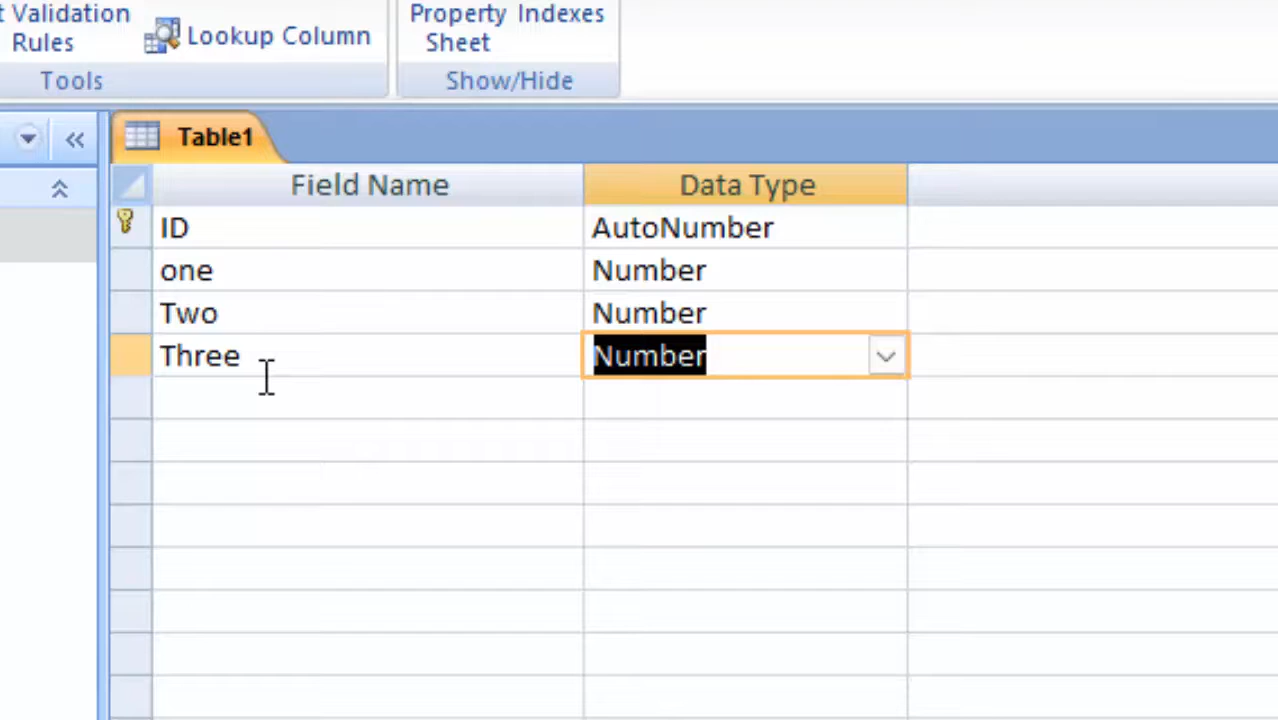 t Validation
Rules
Lookup Column
Property Indexes
Sheet
Tools
Show/Hide
Table1
Field Name Data Type
ID AutoNumber
one Number
Two Number
Three Number